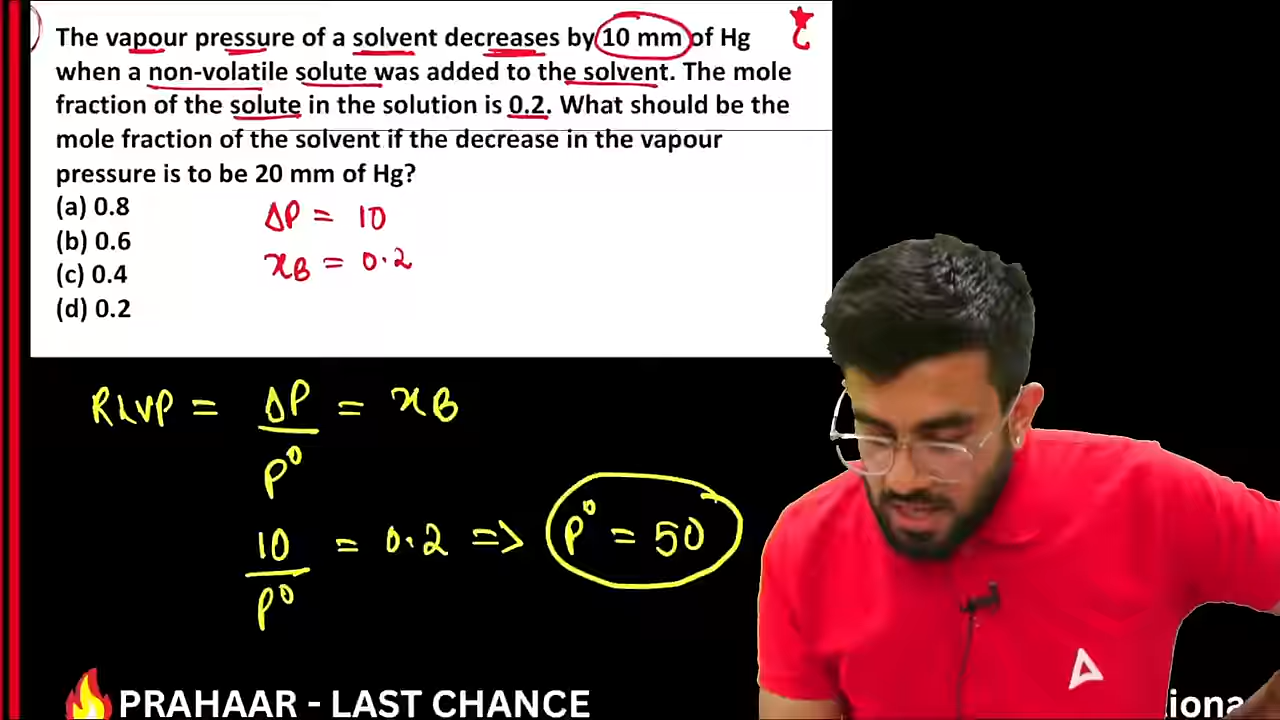 The vapour pressure of a solvent decreases by 10 mm of Hg
when a non-volatile solute was added to the solvent. The mole
fraction of the solute in the solution is 0.2. What should be the
mole fraction of the solvent if the decrease in the vapour
pressure is to be 20 mm of Hg?
(a) 0.8
(b) 0.6
(c) 0.4
(d) 0.2
ΔP = 10
xB = 0.2
RLVP = ΔP/P⁰ = xB
10/P⁰ = 0.2 => P⁰ = 50
PRAHAAR - LAST CHANCE